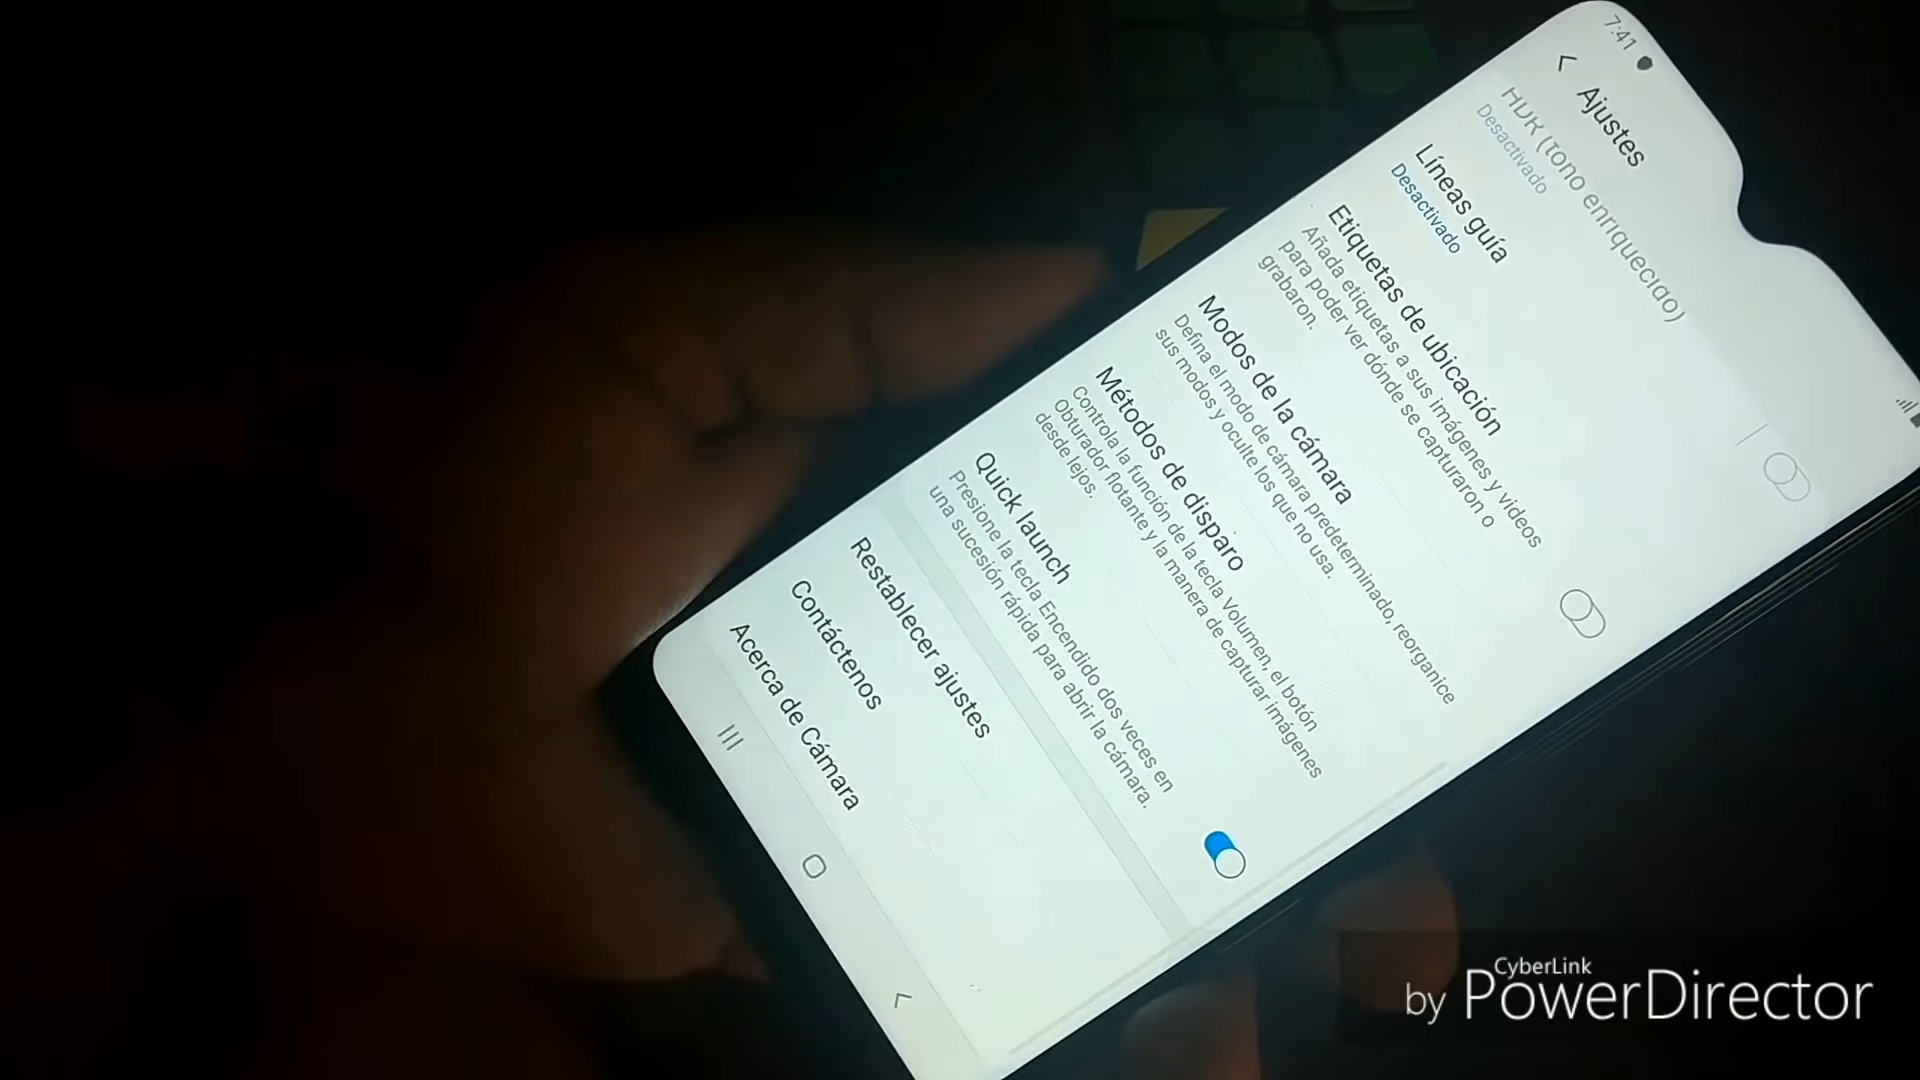 7:41
Ajustes
HDR (tono enriquecido)
Desactivado
Líneas guía
Desactivado
Etiquetas de ubicación
Añada etiquetas a sus imágenes y videos
para poder ver dónde se capturaron o
grabaron.
Modos de la cámara
Defina el modo de cámara predeterminado, reorganice
sus modos y oculte los que no usa.
Métodos de disparo
Controla la función de la tecla Volumen, el botón
Obturador flotante y la manera de capturar imágenes
desde lejos.
Quick launch
Presione la tecla Encendido dos veces en
una sucesión rápida para abrir la cámara.
Restablecer ajustes
Contáctenos
Acerca de Cámara
CyberLink
by PowerDirector